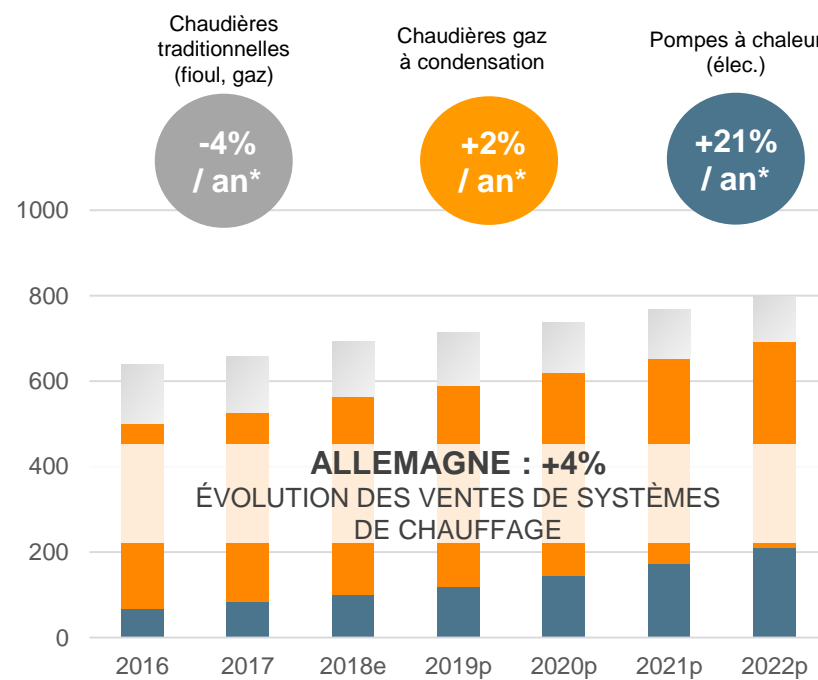 Chaudières
traditionnelles
(fioul, gaz)
Chaudières gaz
à condensation
Pompes à chaleur
(élec.)
-4%
/ an*
+2%
/ an*
+21%
/ an*
1000
800
600
400
200
0
ALLEMAGNE : +4%
ÉVOLUTION DES VENTES DE SYSTÈMES
DE CHAUFFAGE
2016 2017 2018e 2019p 2020p 2021p 2022p